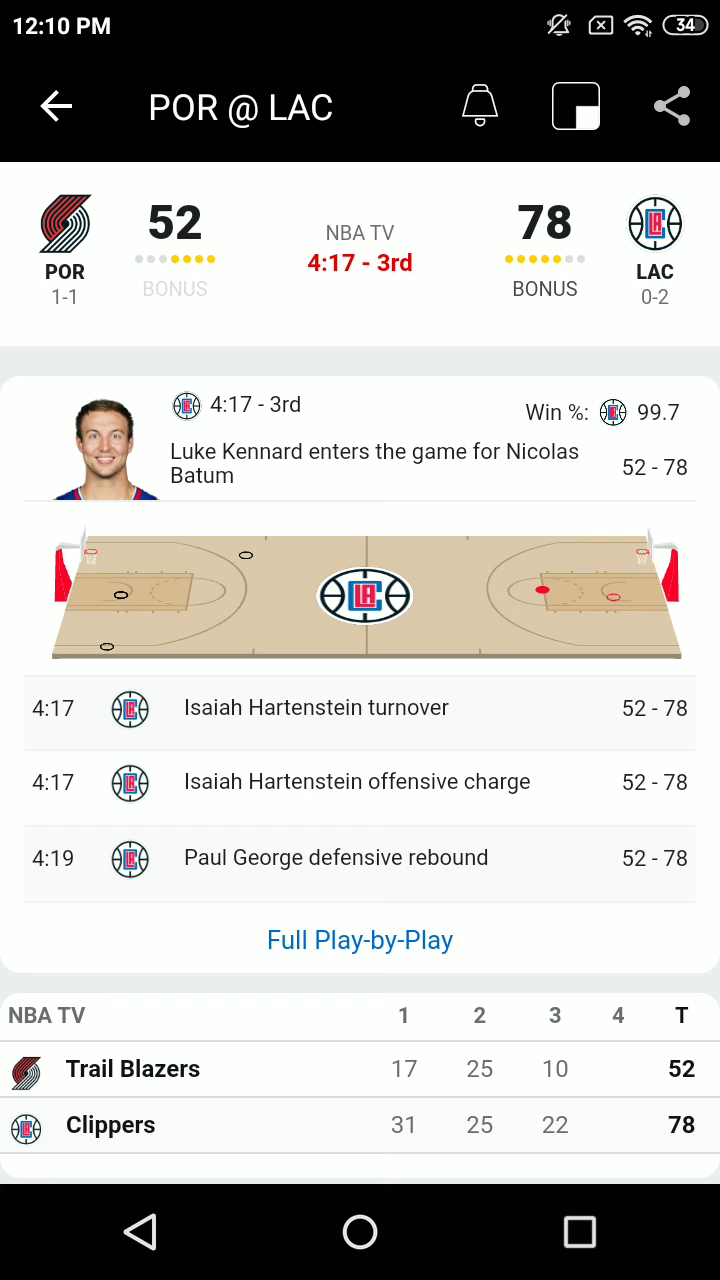 12:10 PM
34
POR @ LAC
52
78
NBA TV
4:17 - 3rd
POR
1-1
BONUS
BONUS
LAC
0-2
4:17 - 3rd
Win %:
99.7
Luke Kennard enters the game for Nicolas
Batum
52 - 78
4:17
Isaiah Hartenstein turnover
52 - 78
4:17
Isaiah Hartenstein offensive charge
52 - 78
4:19
Paul George defensive rebound
52 - 78
Full Play-by-Play
NBA TV 1 2 3 4 T
Trail Blazers 17 25 10 52
Clippers 31 25 22 78